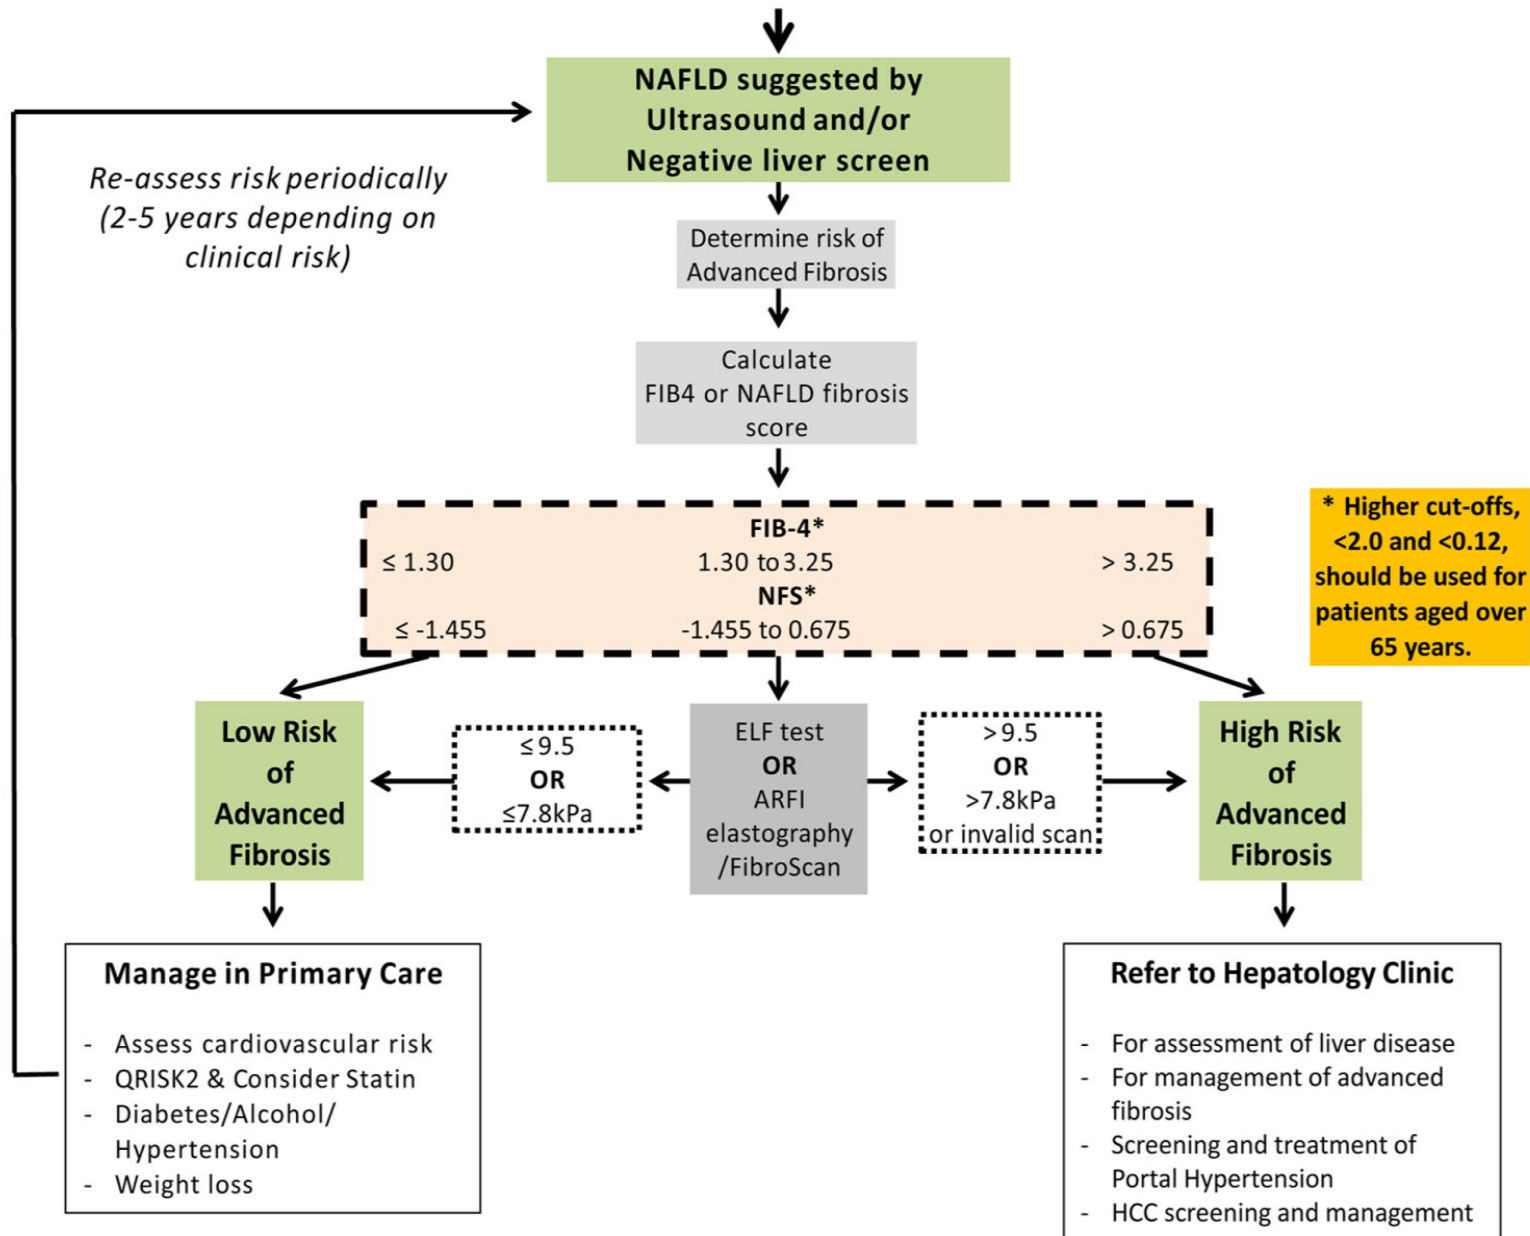 NAFLD suggested by
Ultrasound and/or
Negative liver screen
Re-assess risk periodically
(2-5 years depending on
clinical risk)
Determine risk of
Advanced Fibrosis
Calculate
FIB4 or NAFLD fibrosis
score
FIB-4*
≤ 1.30 1.30 to 3.25 > 3.25
NFS*
≤ -1.455 -1.455 to 0.675 > 0.675
* Higher cut-offs,
<2.0 and <0.12,
should be used for
patients aged over
65 years.
Low Risk
of
Advanced
Fibrosis
≤ 9.5
OR
≤7.8kPa
ELF test
OR
ARFI
elastography
/FibroScan
> 9.5
OR
>7.8kPa
or invalid scan
High Risk
of
Advanced
Fibrosis
Manage in Primary Care
- Assess cardiovascular risk
- QRISK2 & Consider Statin
- Diabetes/Alcohol/
Hypertension
- Weight loss
Refer to Hepatology Clinic
- For assessment of liver disease
- For management of advanced
fibrosis
- Screening and treatment of
Portal Hypertension
- HCC screening and management